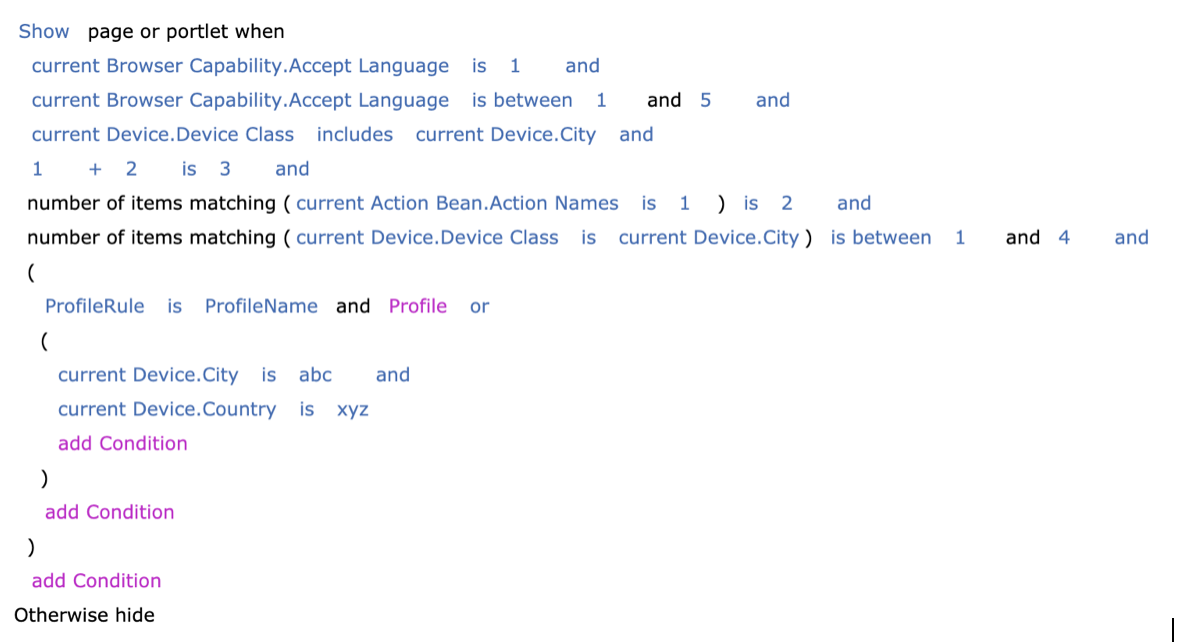 Show page or portlet when
current Browser Capability.Accept Language is 1 and
current Browser Capability.Accept Language is between 1 and 5 and
current Device.Device Class includes current Device.City and
1 + 2 is 3 and
number of items matching ( current Action Bean.Action Names is 1 ) is 2 and
number of items matching ( current Device.Device Class is current Device.City ) is between 1 and 4 and
(
ProfileRule is ProfileName and Profile or
(
current Device.City is abc and
current Device.Country is xyz
add Condition
)
add Condition
)
add Condition
Otherwise hide